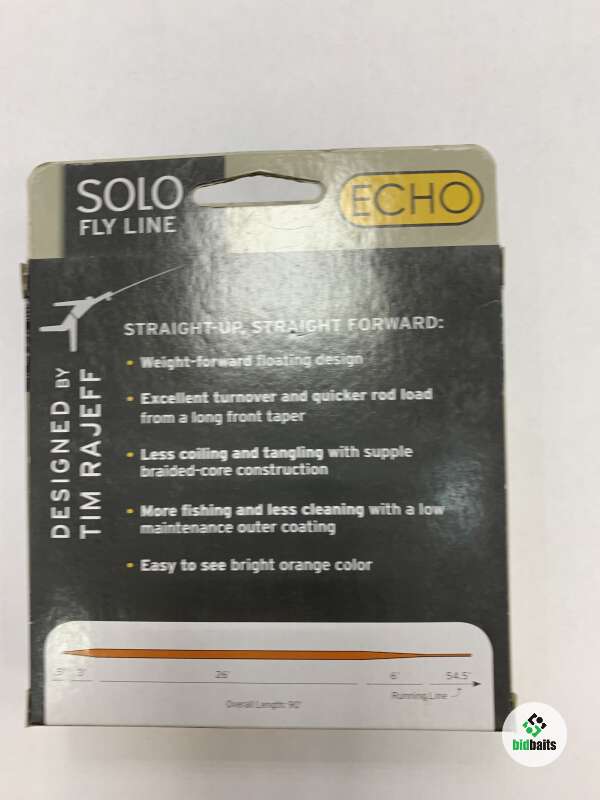 SOLO
FLY LINE
ECHO
DESIGNED BY
TIM RAJEFF
STRAIGHT-UP, STRAIGHT FORWARD:
• Weight-forward floating design
• Excellent turnover and quicker rod load
from a long front taper
• Less coiling and tangling with supple
braided-core construction
• More fishing and less cleaning with a low
maintenance outer coating
• Easy to see bright orange color
.5' 3' 26' 6' 54.5'
Running Line
Overall Length: 90'
bidbaits